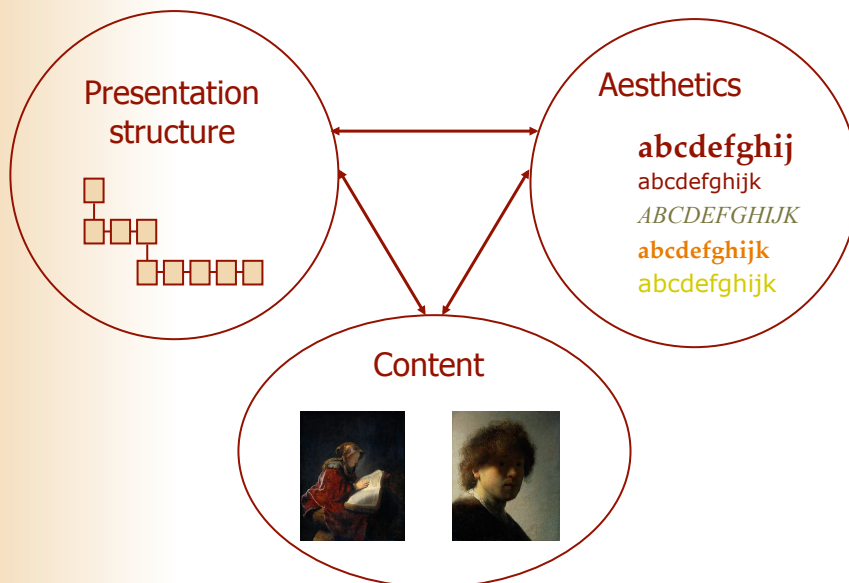 Presentation
structure
Aesthetics
abcdefghij
abcdefghijk
ABCDEFGHIJK
abcdefghijk
abcdefghijk
Content